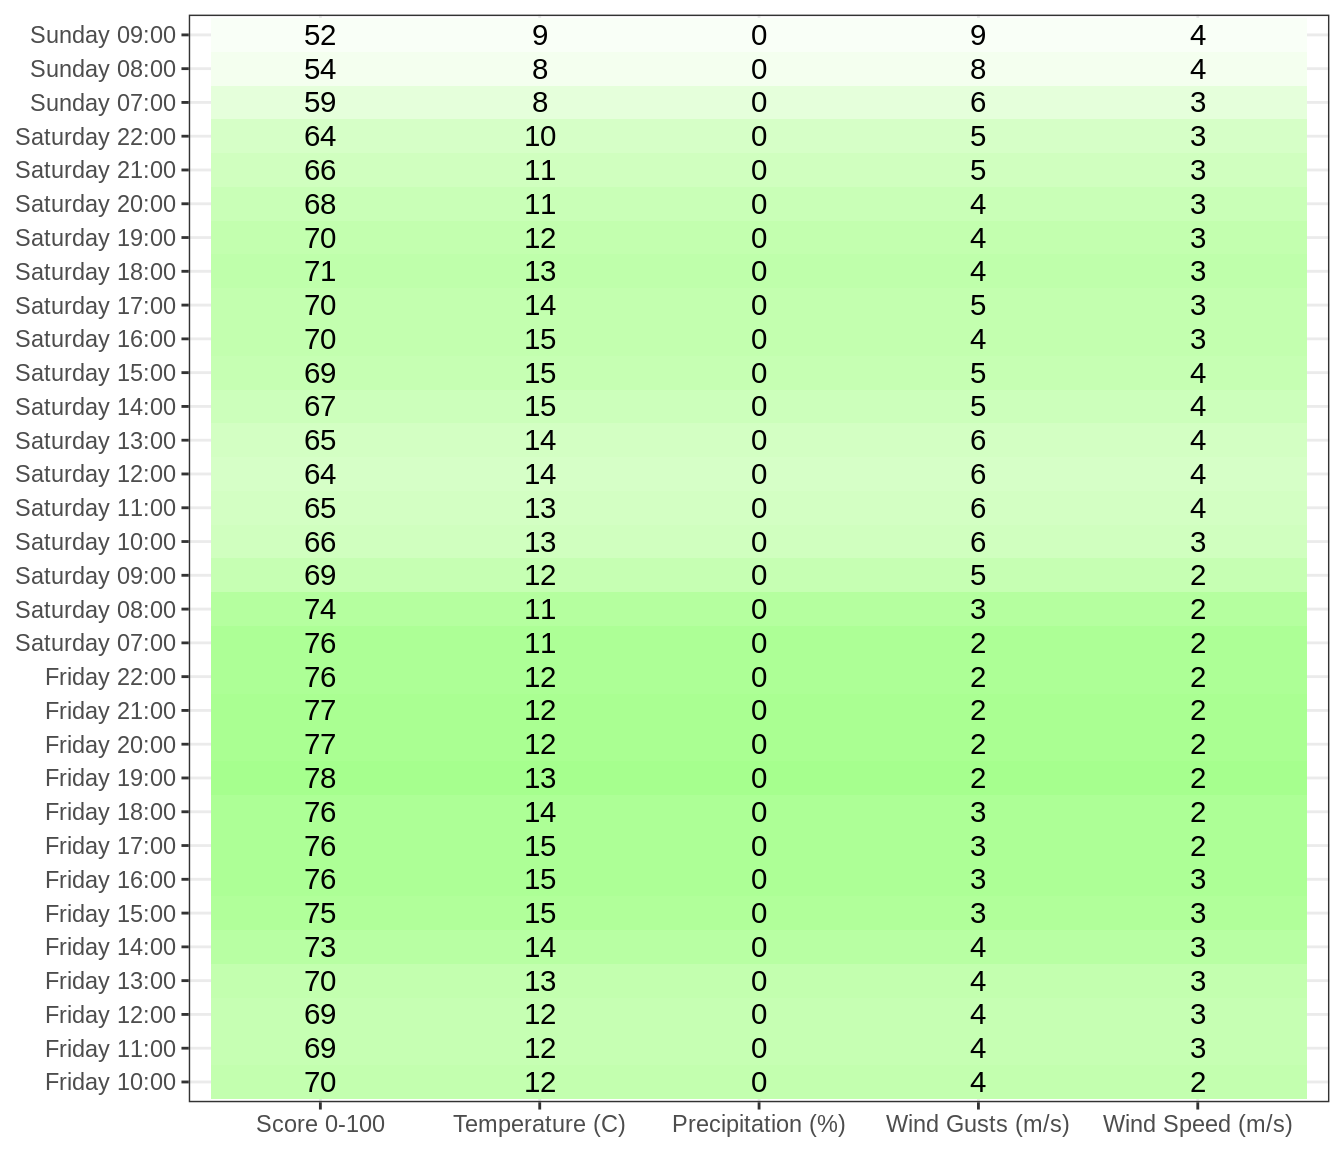 Sunday 09:00 52 9 0 9 4
Sunday 08:00 54 8 0 8 4
Sunday 07:00 59 8 0 6 3
Saturday 22:00 64 10 0 5 3
Saturday 21:00 66 11 0 5 3
Saturday 20:00 68 11 0 4 3
Saturday 19:00 70 12 0 4 3
Saturday 18:00 71 13 0 4 3
Saturday 17:00 70 14 0 5 3
Saturday 16:00 70 15 0 4 3
Saturday 15:00 69 15 0 5 4
Saturday 14:00 67 15 0 5 4
Saturday 13:00 65 14 0 6 4
Saturday 12:00 64 14 0 6 4
Saturday 11:00 65 13 0 6 4
Saturday 10:00 66 13 0 6 3
Saturday 09:00 69 12 0 5 2
Saturday 08:00 74 11 0 3 2
Saturday 07:00 76 11 0 2 2
Friday 22:00 76 12 0 2 2
Friday 21:00 77 12 0 2 2
Friday 20:00 77 12 0 2 2
Friday 19:00 78 13 0 2 2
Friday 18:00 76 14 0 3 2
Friday 17:00 76 15 0 3 2
Friday 16:00 76 15 0 3 3
Friday 15:00 75 15 0 3 3
Friday 14:00 73 14 0 4 3
Friday 13:00 70 13 0 4 3
Friday 12:00 69 12 0 4 3
Friday 11:00 69 12 0 4 3
Friday 10:00 70 12 0 4 2
Score 0-100 Temperature (C) Precipitation (%) Wind Gusts (m/s) Wind Speed (m/s)